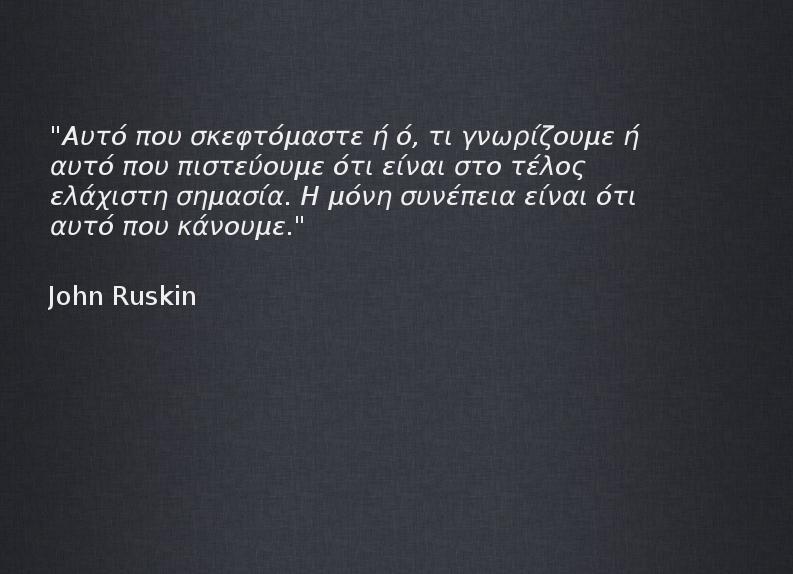 "Αυτό που σκεφτόμαστε ή ό, τι γνωρίζουμε ή
αυτό που πιστεύουμε ότι είναι στο τέλος
ελάχιστη σημασία. Η μόνη συνέπεια είναι ότι
αυτό που κάνουμε."
John Ruskin